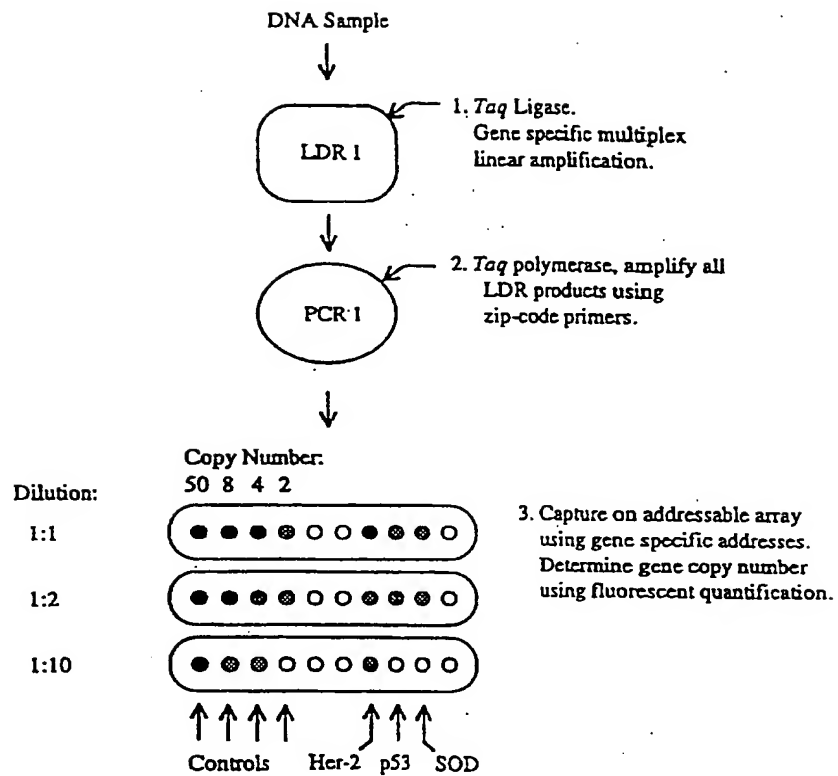 DNA Sample
LDR 1
1. Taq Ligase.
Gene specific multiplex
linear amplification.
PCR 1
2. Taq polymerase, amplify all
LDR products using
zip-code primers.
Copy Number:
50 8 4 2
Dilution:
1:1
1:2
1:10
3. Capture on addressable array
using gene specific addresses.
Determine gene copy number
using fluorescent quantification.
Controls Her-2 p53 SOD